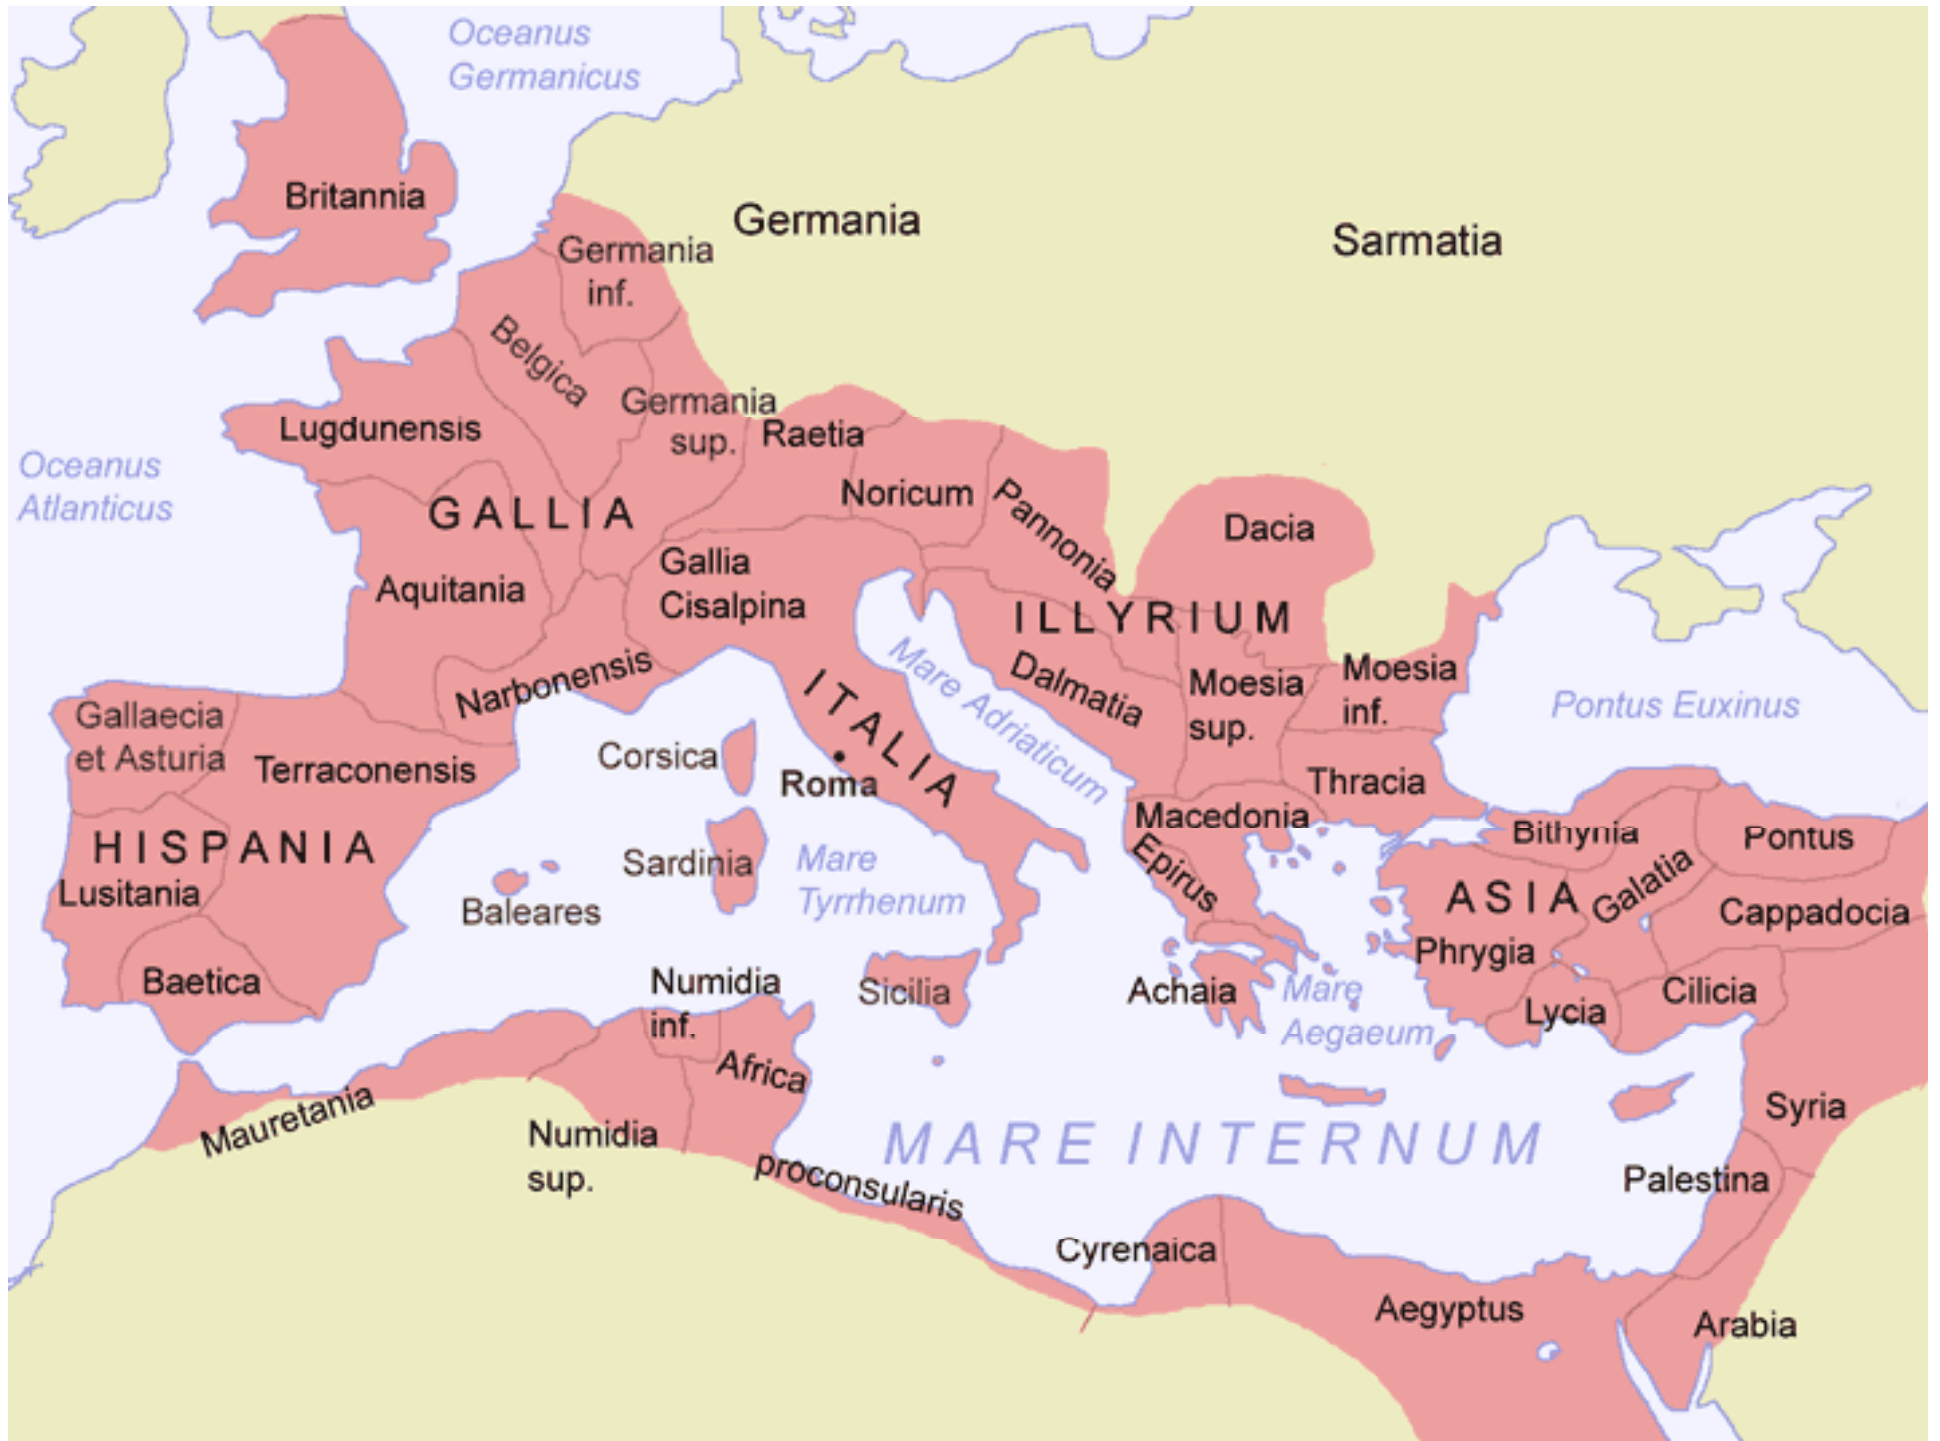 Oceanus
Germanicus
Britannia
Germania
Sarmatia
Germania
inf.
Belgica
Germania
sup.
Lugdunensis
Raetia
Oceanus
Atlanticus
GALLIA
Noricum
Pannonia
Dacia
Gallia
Cisalpina
Aquitania
ILLYRIUM
Narbonensis
ITALIA
Mare Adriaticum
Dalmatia
Moesia
sup.
Moesia
inf.
Pontus Euxinus
Gallaecia
et Asturia
Terraconensis
Corsica
Roma
Thracia
Macedonia
Bithynia
Pontus
HISPANIA
Lusitania
Sardinia
Mare
Tyrrhenum
Epirus
ASIA
Galatia
Cappadocia
Baleares
Phrygia
Baetica
Numidia
inf.
Sicilia
Achaia
Mare
Aegaeum
Lycia
Cilicia
Africa
proconsularis
Mauretania
Numidia
sup.
MARE INTERNUM
Syria
Palestina
Cyrenaica
Aegyptus
Arabia